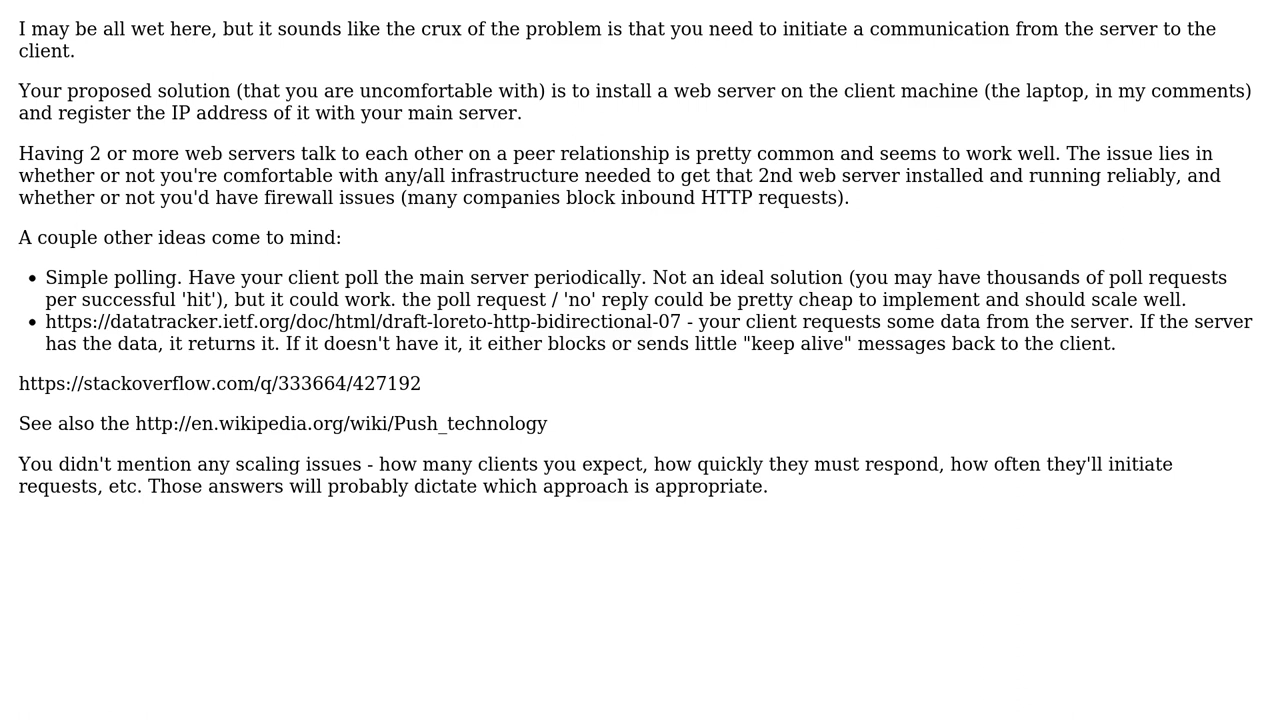 I may be all wet here, but it sounds like the crux of the problem is that you need to initiate a communication from the server to the
client.
Your proposed solution (that you are uncomfortable with) is to install a web server on the client machine (the laptop, in my comments)
and register the IP address of it with your main server.
Having 2 or more web servers talk to each other on a peer relationship is pretty common and seems to work well. The issue lies in
whether or not you're comfortable with any/all infrastructure needed to get that 2nd web server installed and running reliably, and
whether or not you'd have firewall issues (many companies block inbound HTTP requests).
A couple other ideas come to mind:
• Simple polling. Have your client poll the main server periodically. Not an ideal solution (you may have thousands of poll requests
per successful 'hit'), but it could work. the poll request / 'no' reply could be pretty cheap to implement and should scale well.
• https://datatracker.ietf.org/doc/html/draft-loreto-http-bidirectional-07 - your client requests some data from the server. If the server
has the data, it returns it. If it doesn't have it, it either blocks or sends little "keep alive" messages back to the client.
https://stackoverflow.com/q/333664/427192
See also the http://en.wikipedia.org/wiki/Push_technology
You didn't mention any scaling issues - how many clients you expect, how quickly they must respond, how often they'll initiate
requests, etc. Those answers will probably dictate which approach is appropriate.